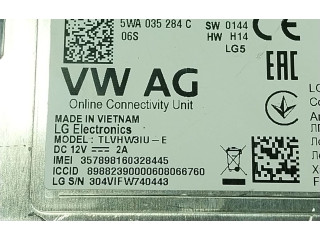 5WA 035 284 C SW 0144
06S HW H14
LG5
EAC
VW AG
Online Connectivity Unit
MADE IN VIETNAM
LG Electronics
MODEL: TLVHW3IU-E
DC 12V ⎓ 2A
IMEI 357898160328445
ICCID 89882390000608066760
LG S/N 304VIFW740443